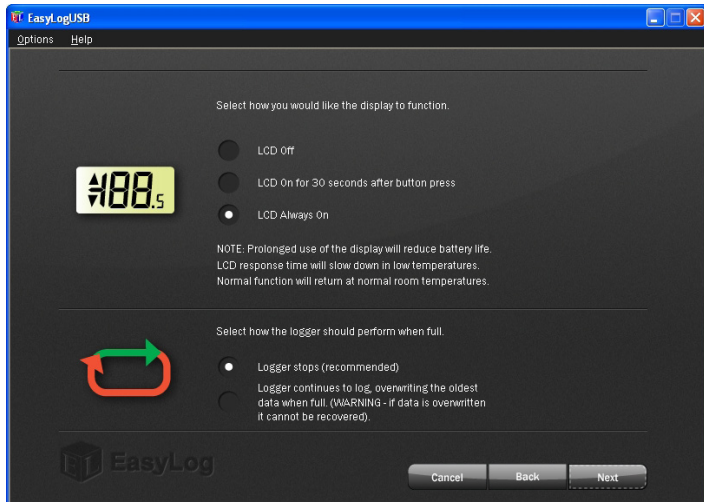 EasyLogUSB
Options Help
Select how you would like the display to function.
LCD Off
LCD On for 30 seconds after button press
188.5
LCD Always On
NOTE: Prolonged use of the display will reduce battery life.
LCD response time will slow down in low temperatures.
Normal function will return at normal room temperatures.
Select how the logger should perform when full.
Logger stops (recommended)
Logger continues to log, overwriting the oldest
data when full. (WARNING - if data is overwritten
it cannot be recovered).
EasyLog
Cancel Back Next